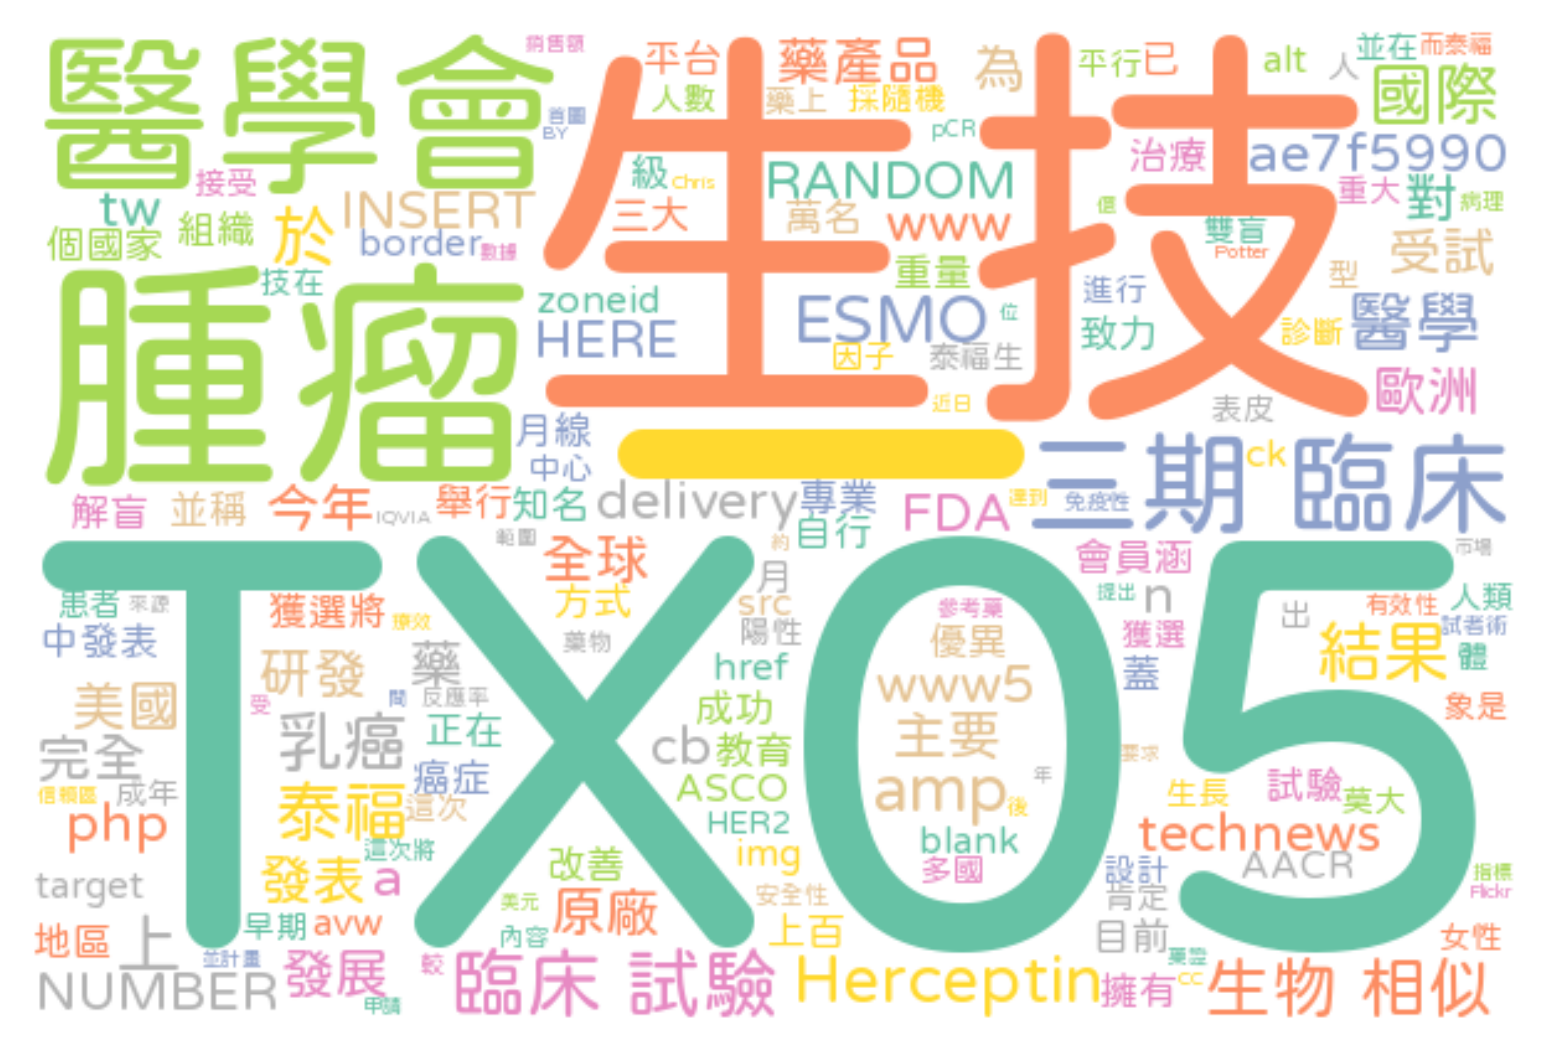 醫學會
生技
銷售額
首圖
BY
平台
人數
藥產品
藥上
採隨機
為
平行
已
alt
人
並在
而泰福
國際
pCR
治療
ae7f5990
接受
tw
個國家
組織
於
INSERT
border
數據
級
Chris
三大
RANDOM
萬名
www
重量
重大
對
病理
雙盲
Potter
型
受試
腫瘤
技在
zoneid
HERE
ESMO
位
因子
泰福生
進行
致力
診斷
醫學
近日
表皮
歐洲
月線
中心
一
三期 臨床
ck
解盲
並稱
今年
IQVIA
舉行
知名
delivery
專業
自行
FDA
達到
免疫性
TX05
範圍
全球
約
月
會員涵
市場
患者
來源
獲選將
療效
方式
src
陽性
藥物
參考藥
優異
提出
n
獲選
出
有效性
人類
試者術
中發表
研發
藥
反應率
href
www5
蓋
結果
體
美國
受
間
乳癌
正在
成功
主要
象是
完全
cb
教育
要求
癌症
信賴區
成年
泰福
這次
ASCO
amp
後
年
生長
試驗
莫大
php
這次將
HER2
blank
technews
target
發表
a
改善
img
多國
設計
AACR
指標
Flickr
美元
安全性
肯定
地區
上
早期
avw
原廠
內容
上百
目前
藥證
女性
NUMBER
並計畫
發展
申請
較
臨床 試驗
Herceptin
擁有
cc
生物 相似